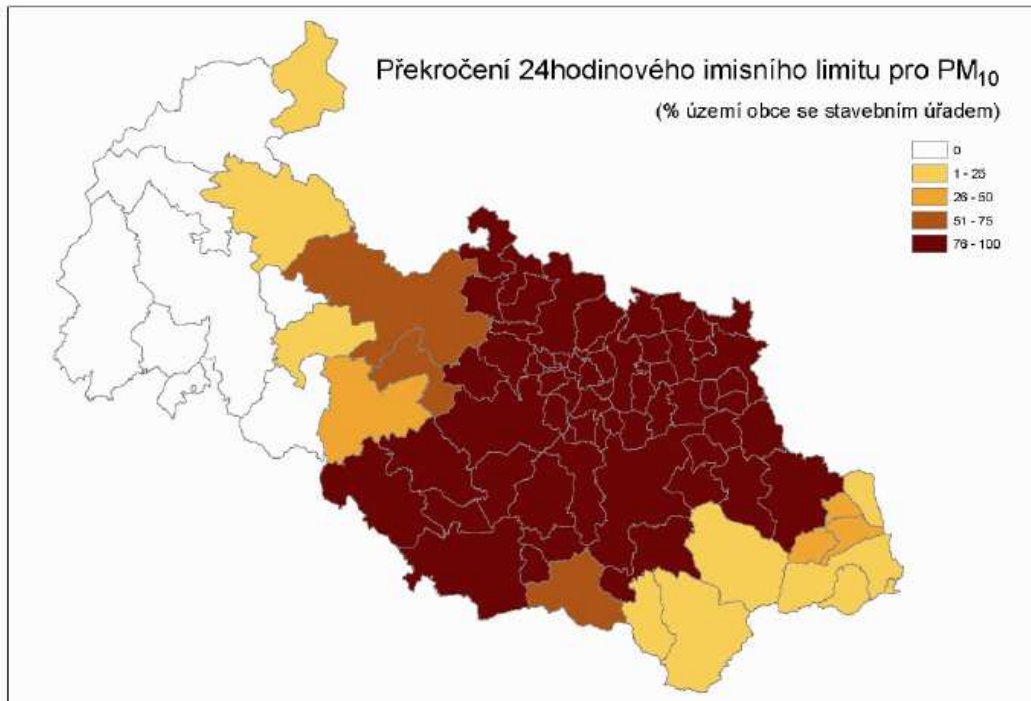 Překročení 24hodinového imisního limitu pro PM₁₀
(% území obce se stavebním úřadem)
0
1 - 25
26 - 50
51 - 75
76 - 100